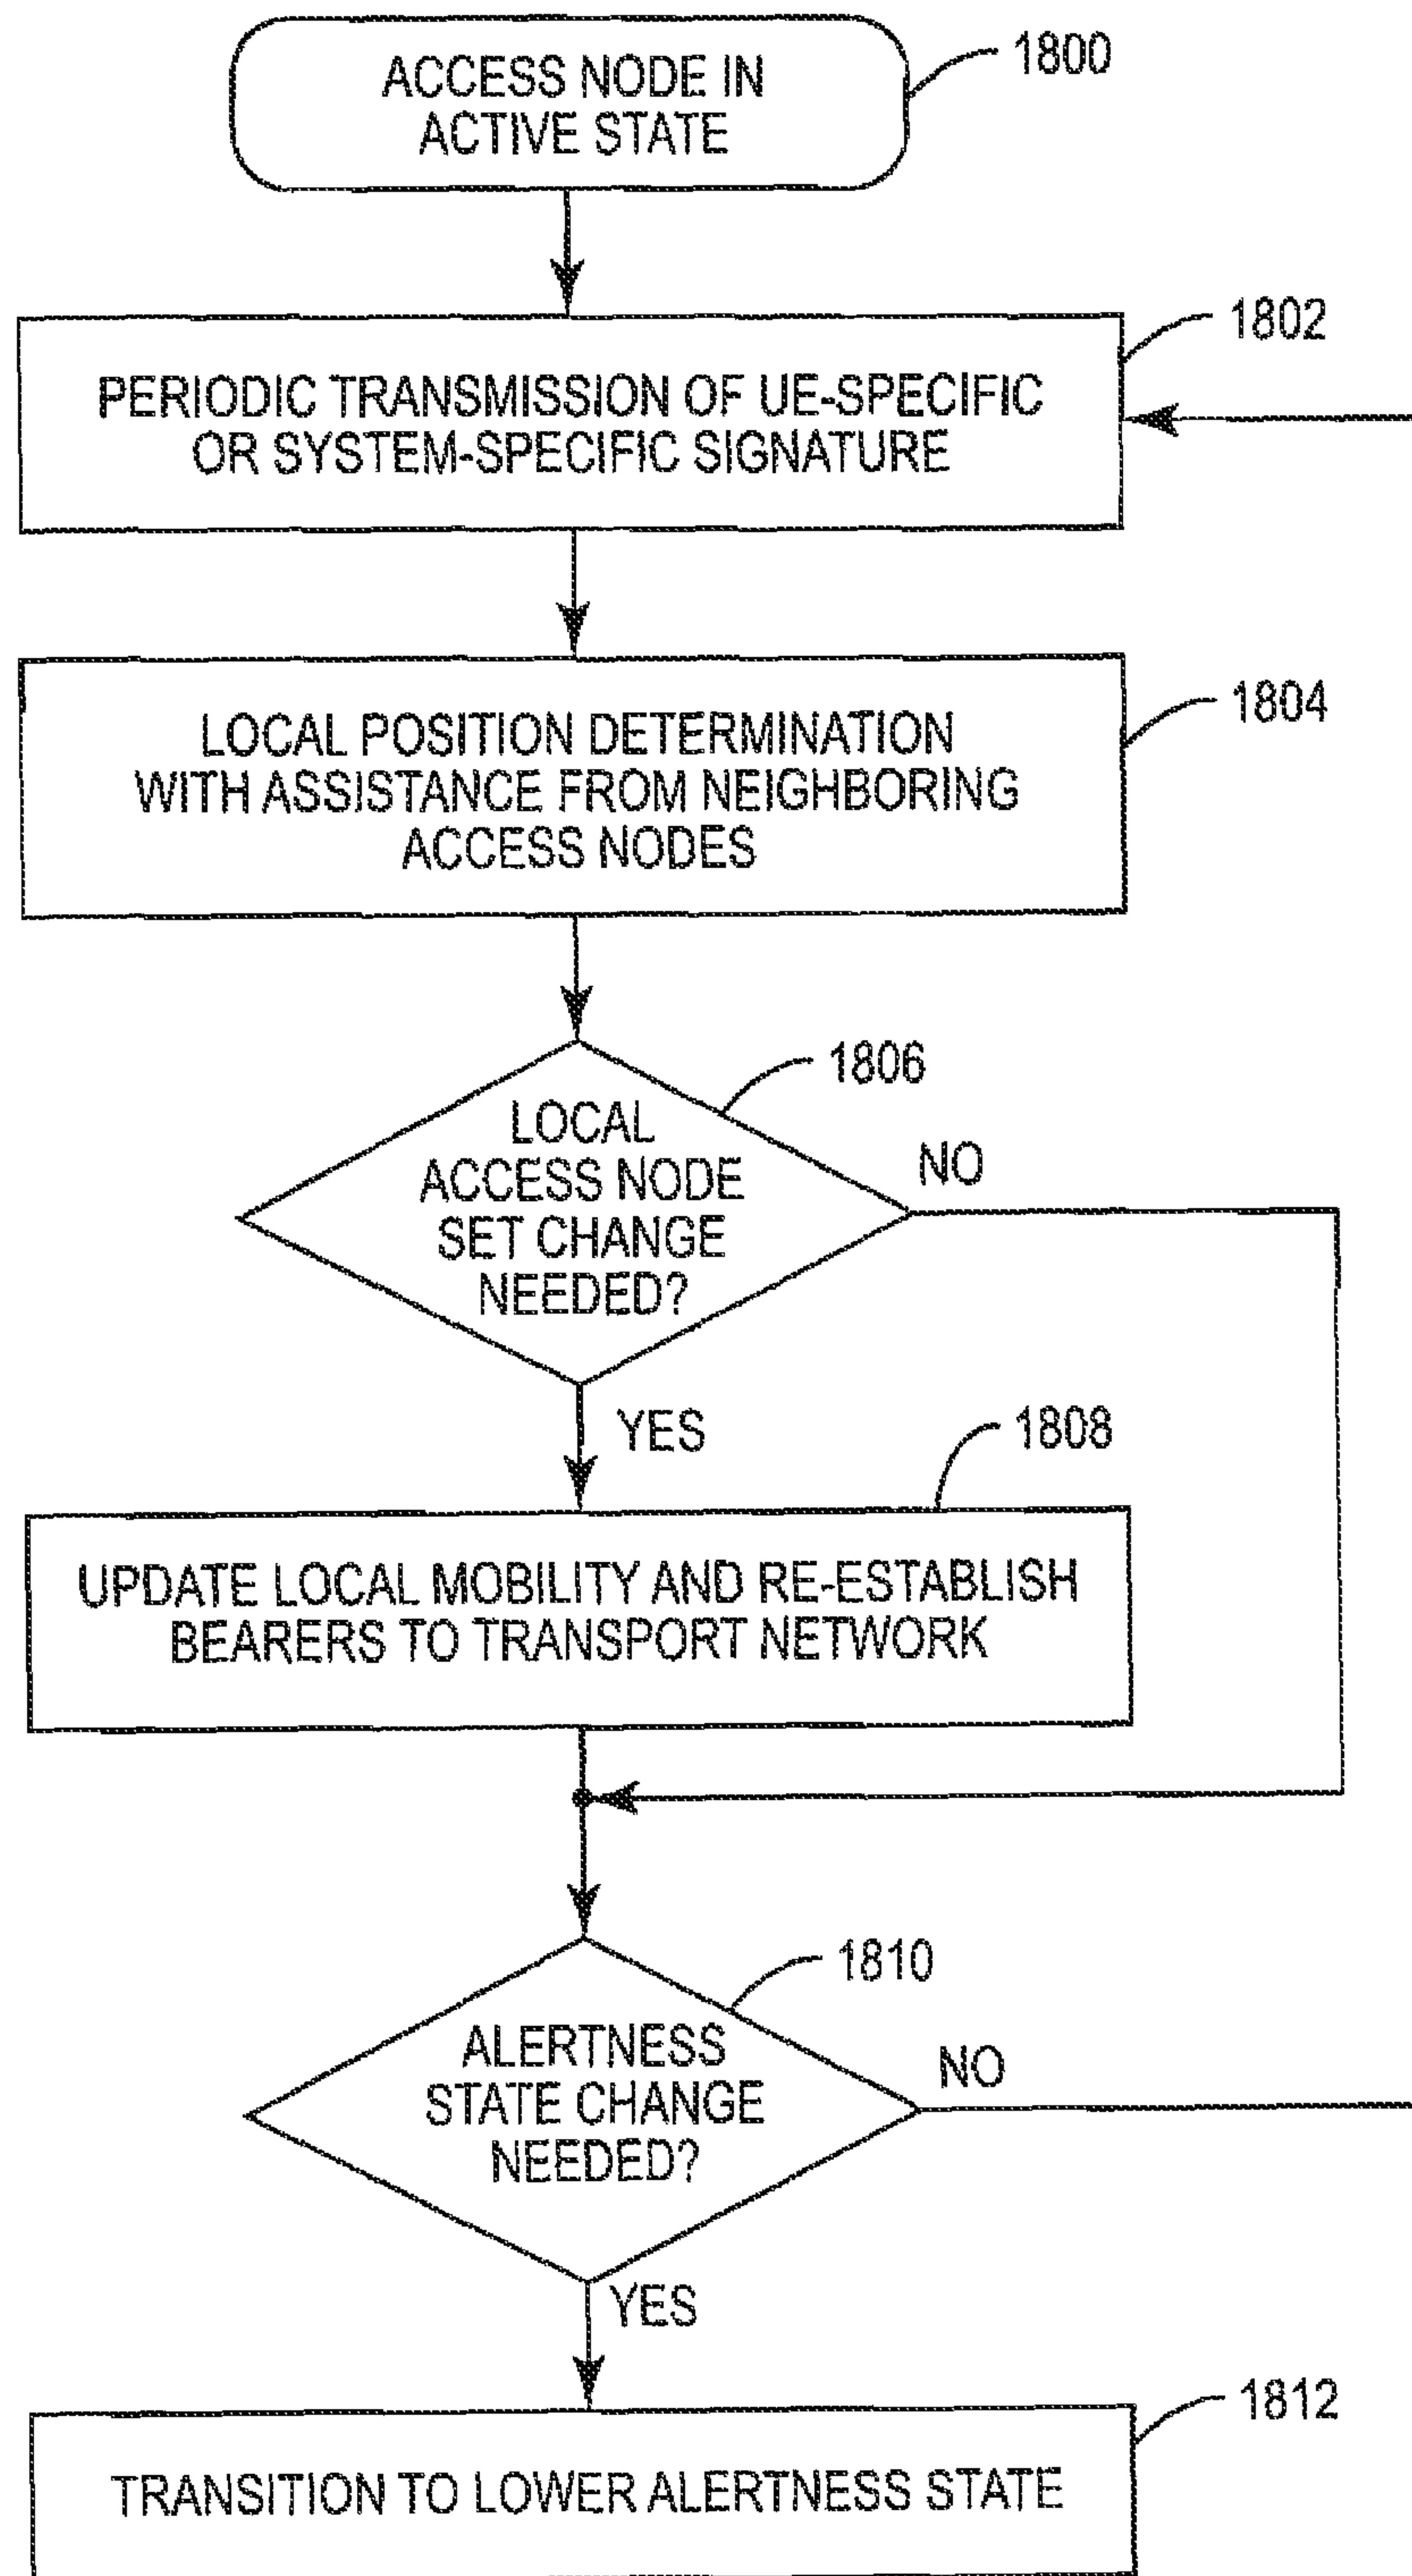 ACCESS NODE IN
ACTIVE STATE
1800
PERIODIC TRANSMISSION OF UE-SPECIFIC
OR SYSTEM-SPECIFIC SIGNATURE
1802
LOCAL POSITION DETERMINATION
WITH ASSISTANCE FROM NEIGHBORING
ACCESS NODES
1804
LOCAL
ACCESS NODE
SET CHANGE
NEEDED?
1806
NO
YES
1808
UPDATE LOCAL MOBILITY AND RE-ESTABLISH
BEARERS TO TRANSPORT NETWORK
1810
ALERTNESS
STATE CHANGE
NEEDED?
NO
YES
1812
TRANSITION TO LOWER ALERTNESS STATE